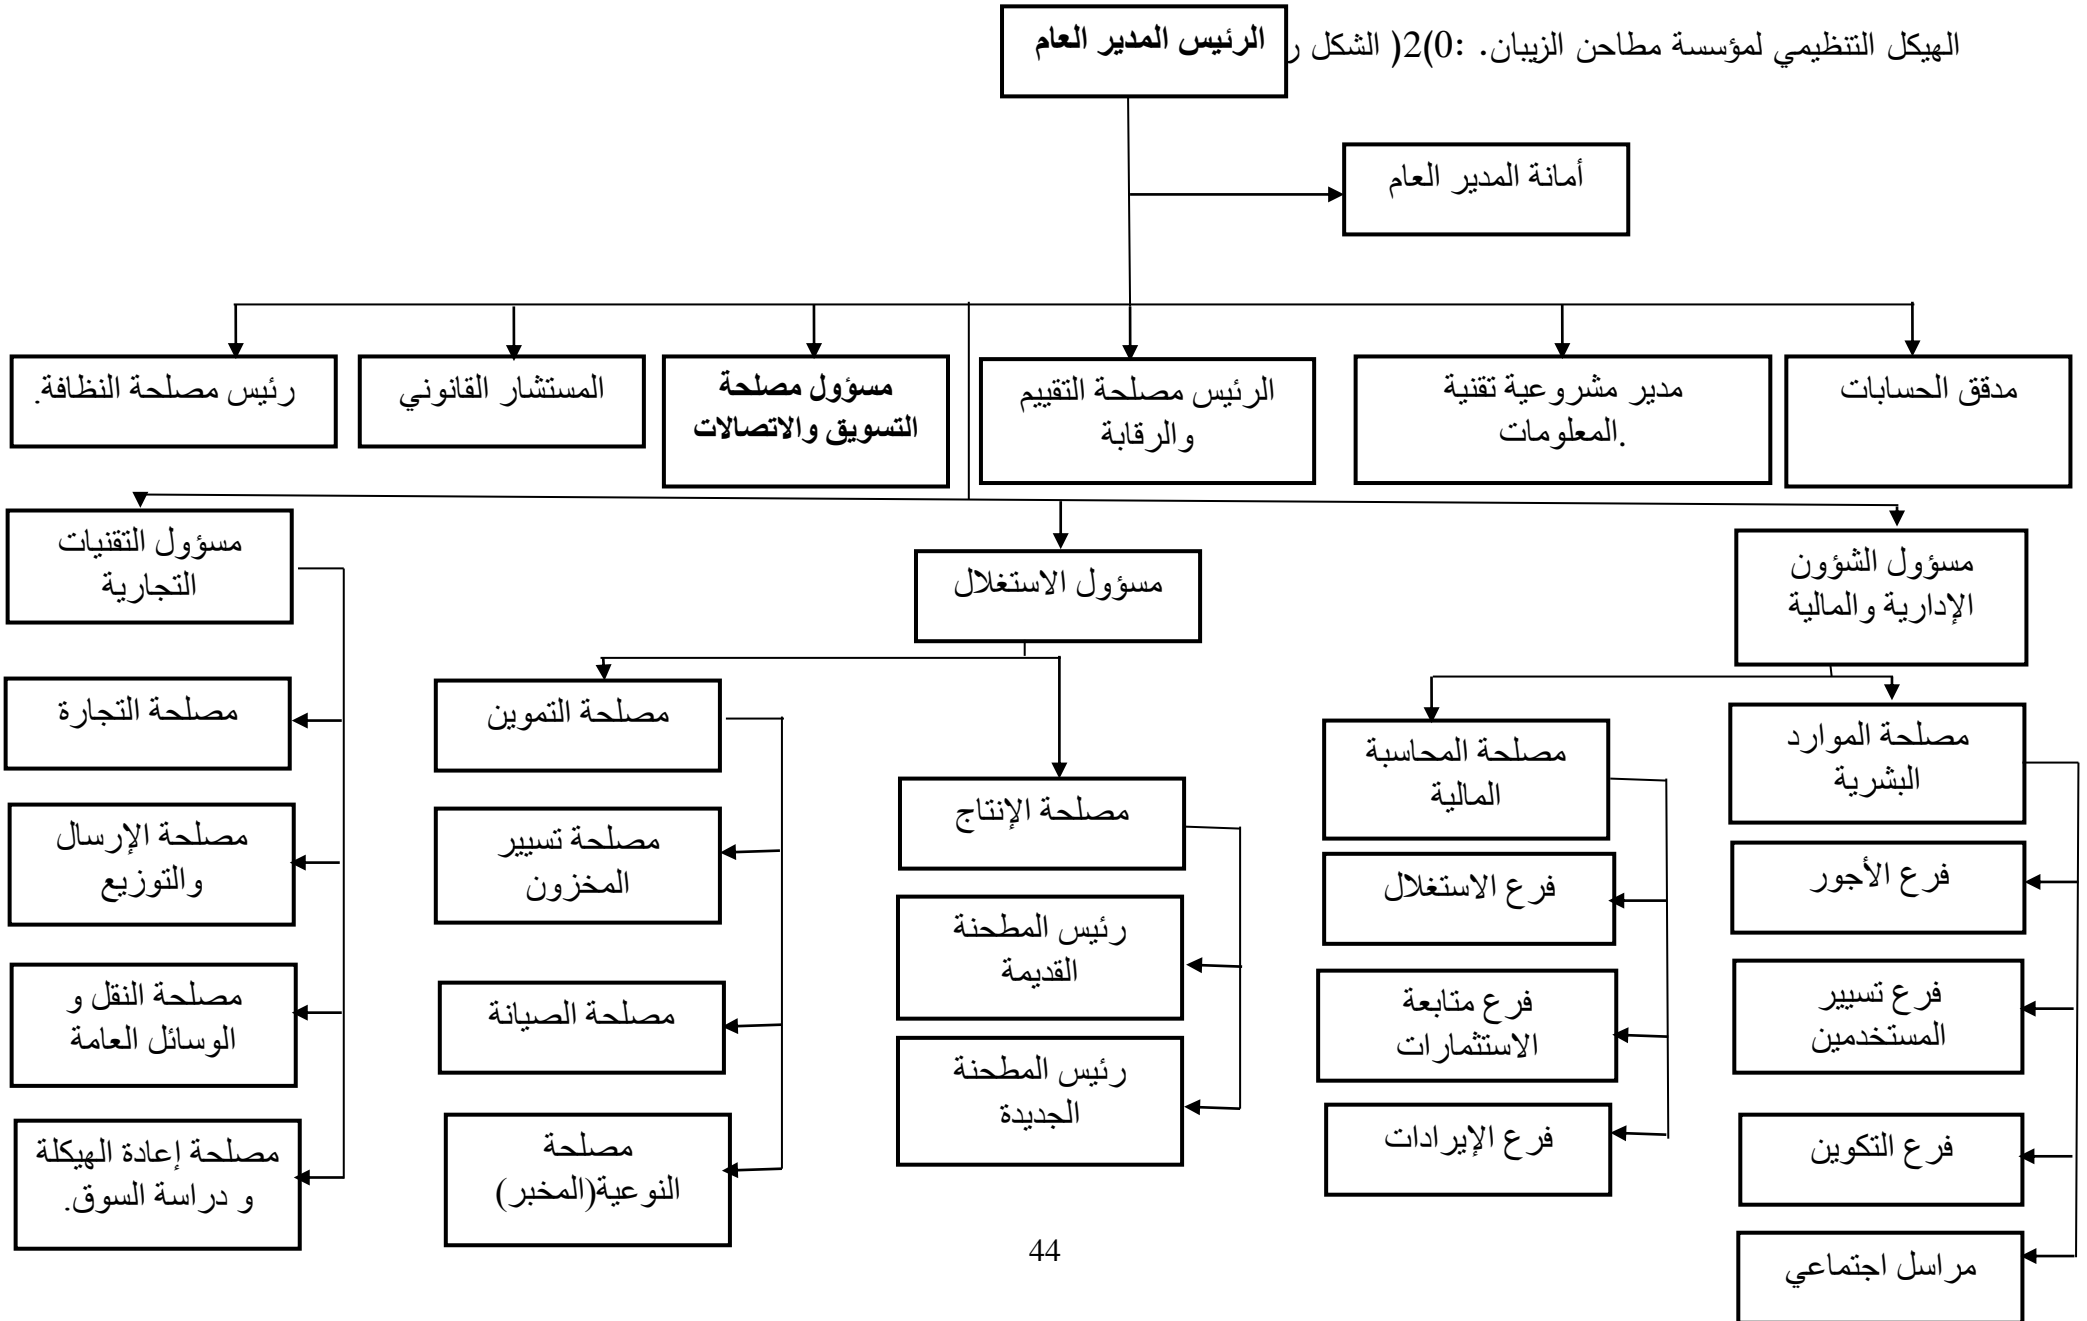 الهيكل التنظيمي لمؤسسة مطاحن الزيبان. :0)2( الشكل ر
الرئيس المدير العام
أمانة المدير العام
مدقق الحسابات
مدير مشروعية تقنية
المعلومات.
الرئيس مصلحة التقييم
والرقابة
مسؤول مصلحة
التسويق والاتصالات
المستشار القانوني
رئيس مصلحة النظافة.
مسؤول الشؤون
الإدارية والمالية
مسؤول الاستغلال
مسؤول التقنيات
التجارية
مصلحة الموارد
البشرية
فرع الأجور
فرع تسيير
المستخدمين
فرع التكوين
مراسل اجتماعي
مصلحة المحاسبة
المالية
فرع الاستغلال
فرع متابعة
الاستثمارات
فرع الإيرادات
مصلحة الإنتاج
رئيس المطحنة
القديمة
رئيس المطحنة
الجديدة
مصلحة التموين
مصلحة تسيير
المخزون
مصلحة الصيانة
مصلحة
النوعية(المخبر)
مصلحة التجارة
مصلحة الإرسال
والتوزيع
مصلحة النقل و
الوسائل العامة
مصلحة إعادة الهيكلة
و دراسة السوق.
44